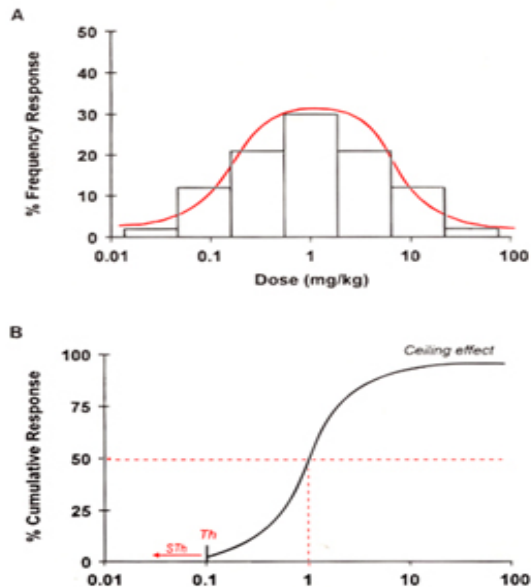 A
50
40
30
20
10
0
% Frequency Response
0.01 0.1 1 10 100
Dose (mg/kg)
B
Ceiling effect
100
75
50
25
0
% Cumulative Response
Th
STh
0.01 0.1 1 10 100